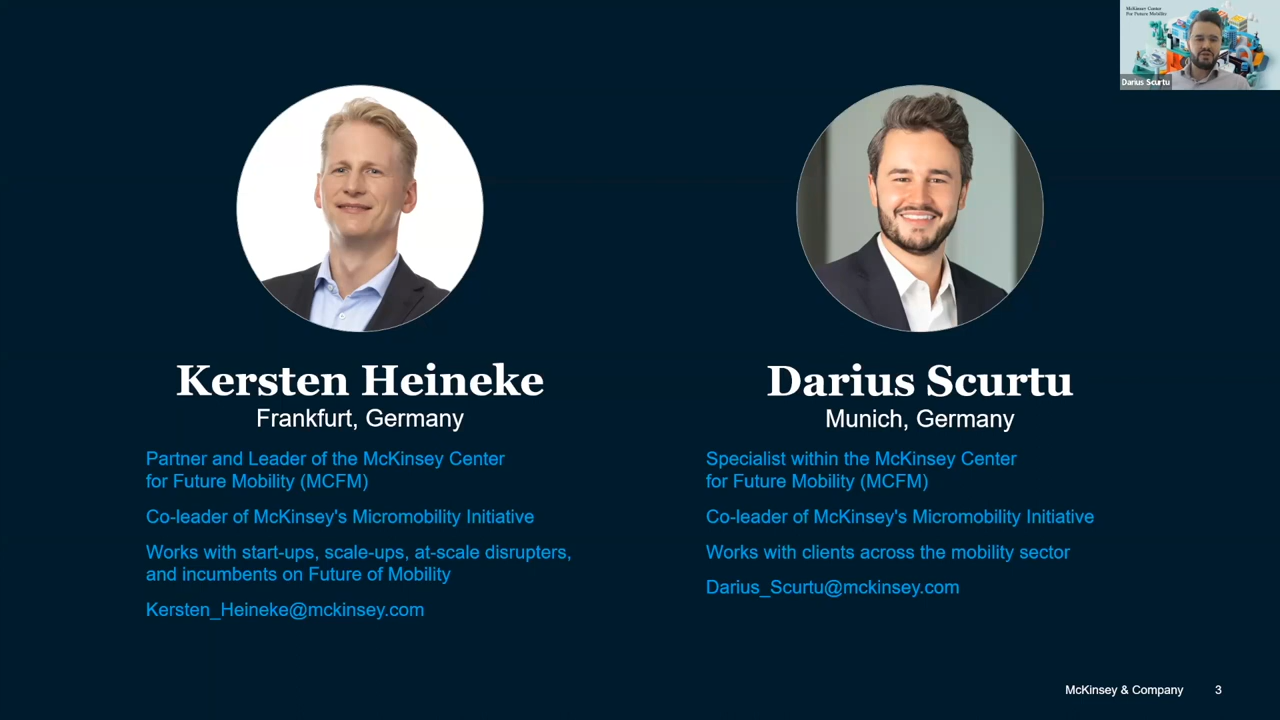 McKinsey Center
For Future Mobility
Darius Scurtu
Kersten Heineke
Frankfurt, Germany
Partner and Leader of the McKinsey Center
for Future Mobility (MCFM)
Co-leader of McKinsey's Micromobility Initiative
Works with start-ups, scale-ups, at-scale disrupters,
and incumbents on Future of Mobility
Kersten_Heineke@mckinsey.com
Darius Scurtu
Munich, Germany
Specialist within the McKinsey Center
for Future Mobility (MCFM)
Co-leader of McKinsey's Micromobility Initiative
Works with clients across the mobility sector
Darius_Scurtu@mckinsey.com
McKinsey & Company 3